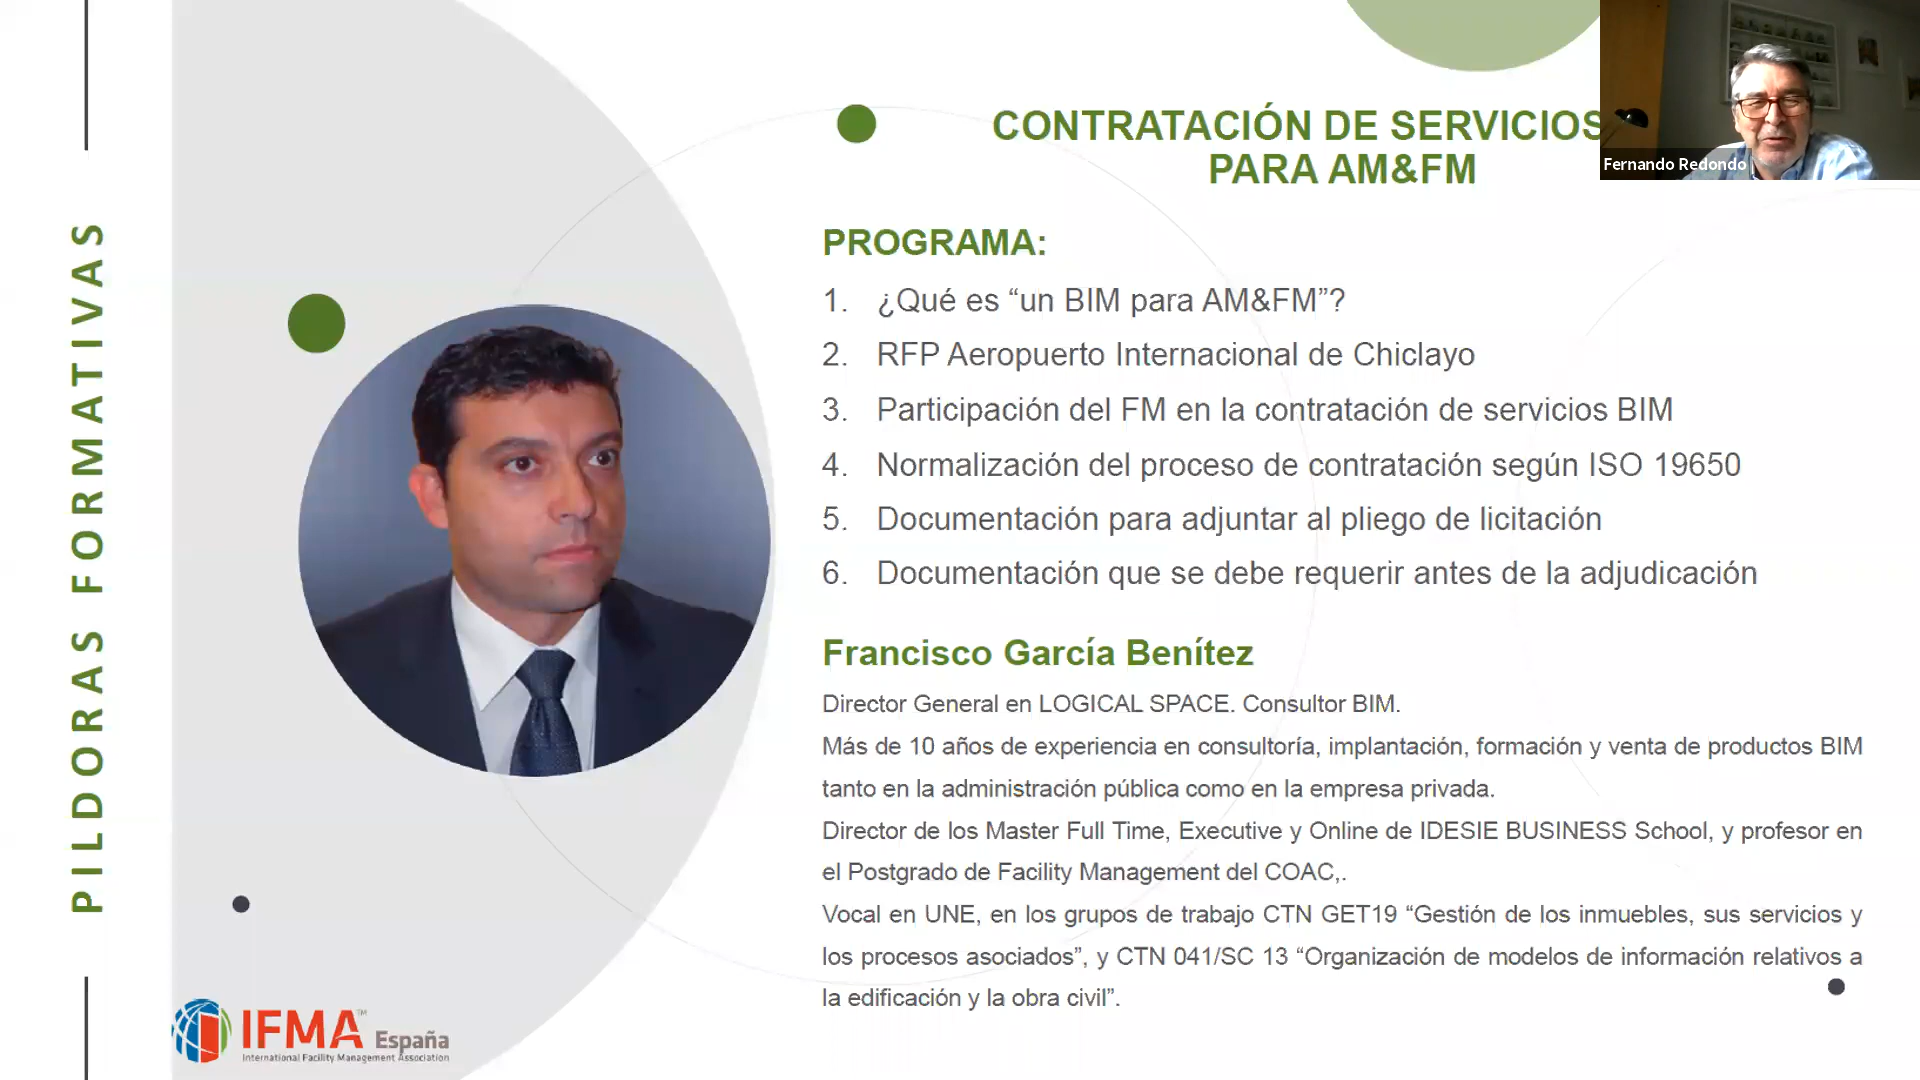 PILDORAS FORMATIVAS
CONTRATACIÓN DE SERVICIOS
PARA AM&FM
Fernando Redondo
PROGRAMA:
1. ¿Qué es “un BIM para AM&FM”?
2. RFP Aeropuerto Internacional de Chiclayo
3. Participación del FM en la contratación de servicios BIM
4. Normalización del proceso de contratación según ISO 19650
5. Documentación para adjuntar al pliego de licitación
6. Documentación que se debe requerir antes de la adjudicación
Francisco García Benítez
Director General en LOGICAL SPACE. Consultor BIM.
Más de 10 años de experiencia en consultoría, implantación, formación y venta de productos BIM
tanto en la administración pública como en la empresa privada.
Director de los Master Full Time, Executive y Online de IDESIE BUSINESS School, y profesor en
el Postgrado de Facility Management del COAC,.
Vocal en UNE, en los grupos de trabajo CTN GET19 “Gestión de los inmuebles, sus servicios y
los procesos asociados”, y CTN 041/SC 13 “Organización de modelos de información relativos a
la edificación y la obra civil”.
IFMA™ España
International Facility Management Association